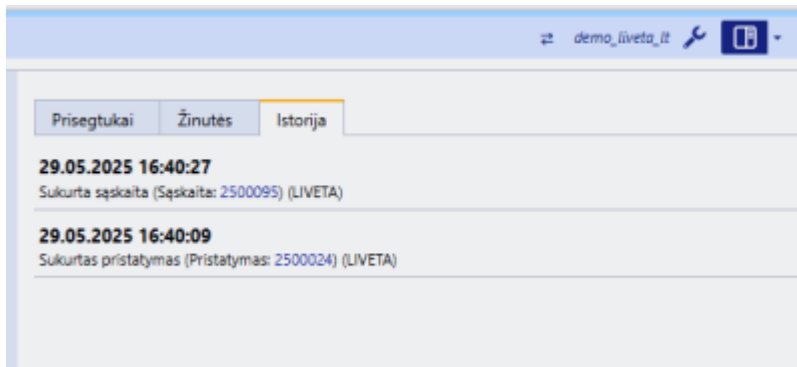 demo_liveta_lt
Prisegtukai Žinutės Istorija
29.05.2025 16:40:27
Sukurta sąskaita (Sąskaita: 2500095) (LIVETA)
29.05.2025 16:40:09
Sukurtas pristatymas (Pristatymas: 2500024) (LIVETA)